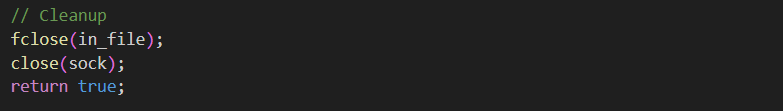 // Cleanup
fclose(in_file);
close(sock);
return true;